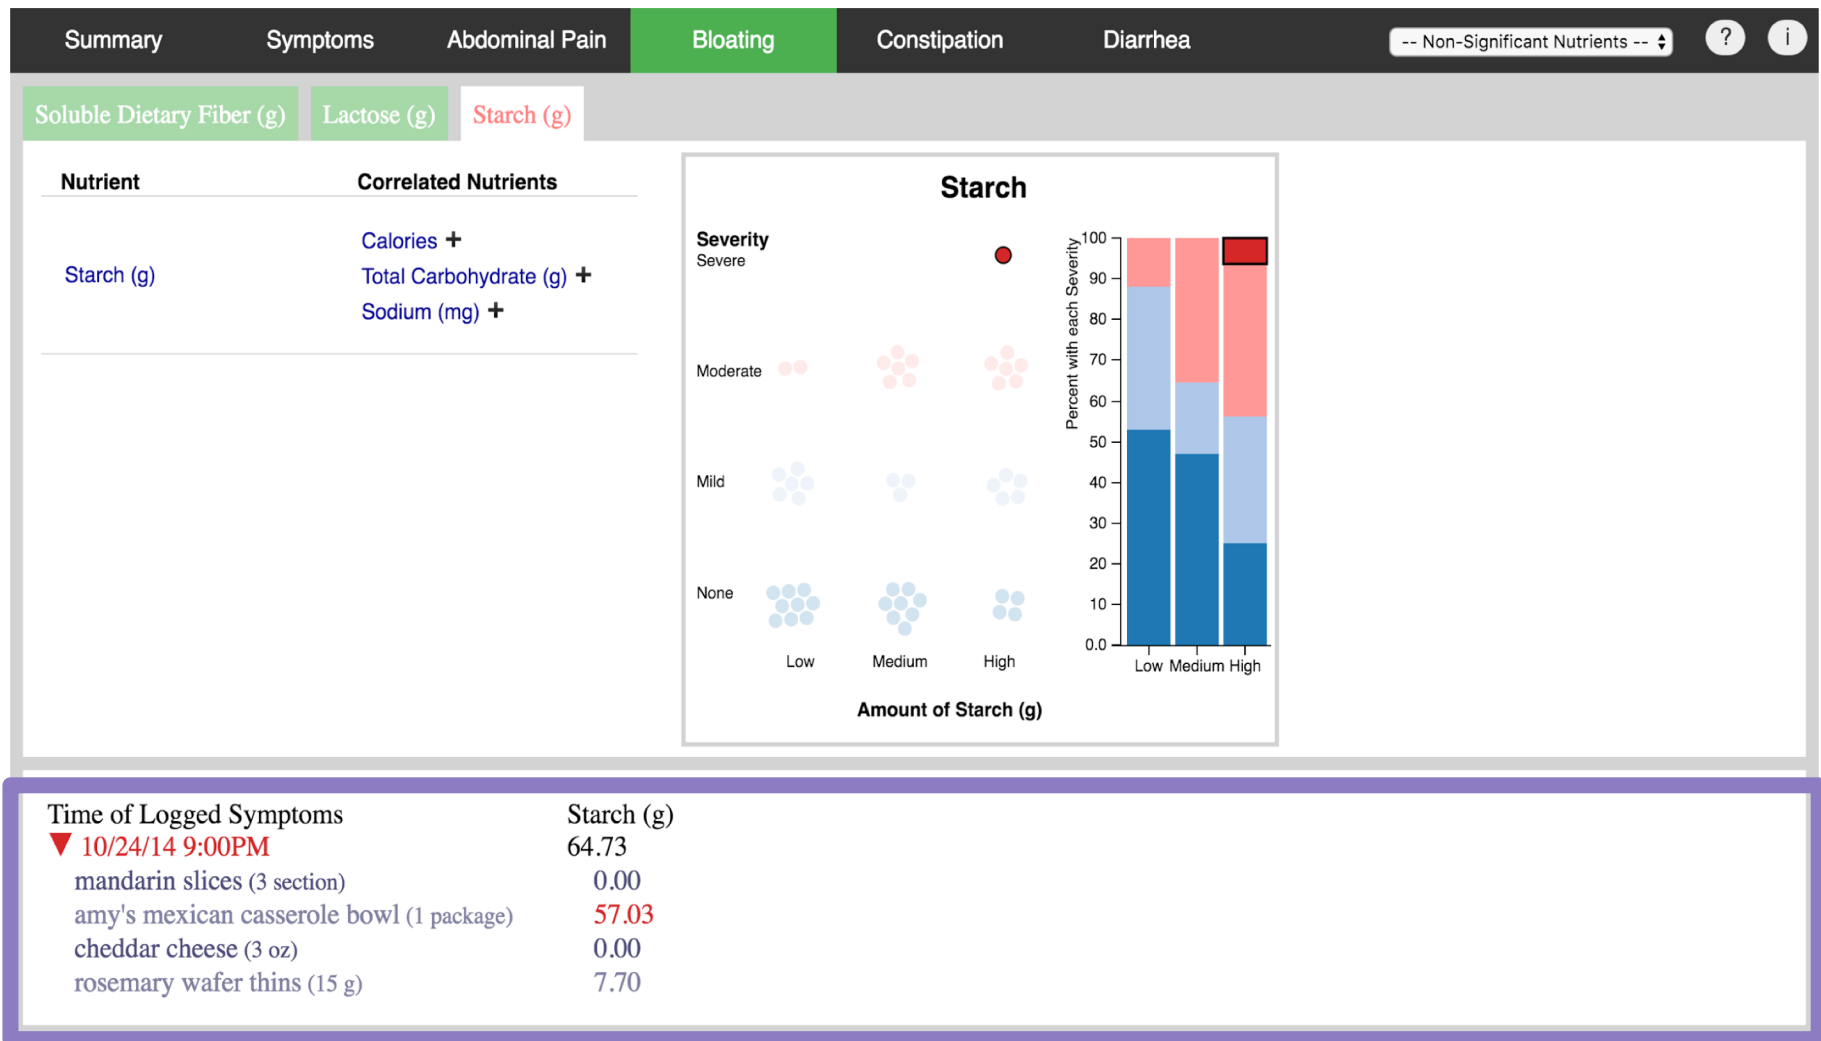 Summary Symptoms Abdominal Pain Bloating Constipation Diarrhea -- Non-Significant Nutrients -- ? i
Soluble Dietary Fiber (g) Lactose (g) Starch (g)
Nutrient Correlated Nutrients
Calories +
Starch (g) Total Carbohydrate (g) +
Sodium (mg) +
Starch
Severity
Severe
Moderate
Mild
None
Low Medium High
Amount of Starch (g)
Percent with each Severity
100
90
80
70
60
50
40
30
20
10
0.0
Low Medium High
Time of Logged Symptoms Starch (g)
10/24/14 9:00PM 64.73
mandarin slices (3 section) 0.00
amy's mexican casserole bowl (1 package) 57.03
cheddar cheese (3 oz) 0.00
rosemary wafer thins (15 g) 7.70